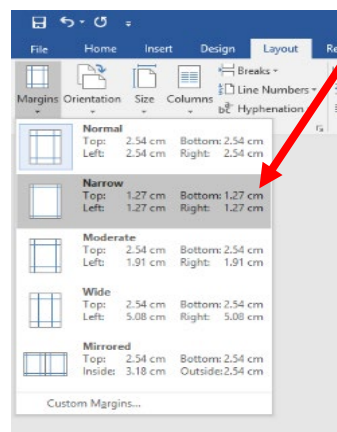 File Home Insert Design Layout Re
Margins Orientation Size Columns
Breaks
Line Numbers
Hyphenation
Normal
Top: 2.54 cm Bottom: 2.54 cm
Left: 2.54 cm Right: 2.54 cm
Narrow
Top: 1.27 cm Bottom: 1.27 cm
Left: 1.27 cm Right: 1.27 cm
Moderate
Top: 2.54 cm Bottom: 2.54 cm
Left: 1.91 cm Right: 1.91 cm
Wide
Top: 2.54 cm Bottom: 2.54 cm
Left: 5.08 cm Right: 5.08 cm
Mirrored
Top: 2.54 cm Bottom: 2.54 cm
Inside: 3.18 cm Outside: 2.54 cm
Custom Margins...